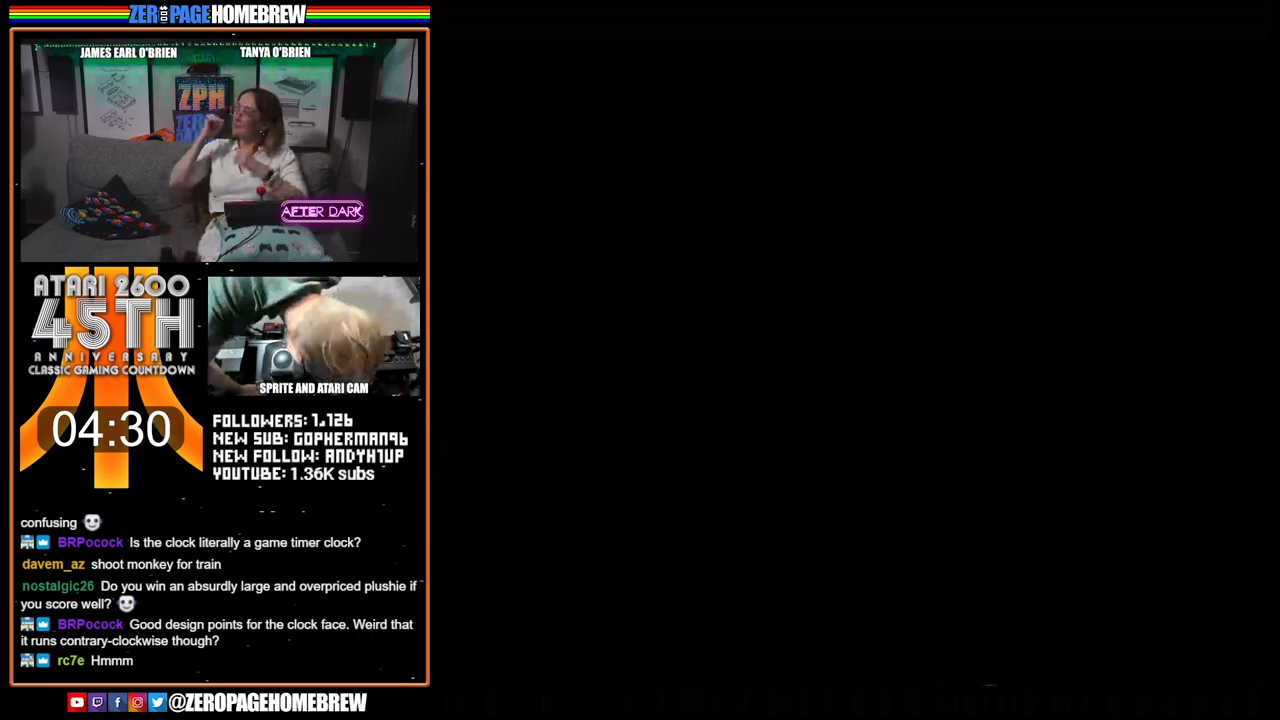 ZEROPAGEHOMEBREW
JAMES EARL O'BRIEN
TANYA O'BRIEN
ZPH
ZERO
AFTER DARK
ATARI 2600
45TH
ANNIVERSARY
CLASSIC GAMING COUNTDOWN
04:30
SPRITE AND ATARI CAM
FOLLOWERS: 1,126
NEW SUB: GOPHERMAN96
NEW FOLLOW: ANDYH1UP
YOUTUBE: 1.36K subs
confusing
BRPocock Is the clock literally a game timer clock?
davem_az shoot monkey for train
nostalgic26 Do you win an absurdly large and overpriced plushie if
you score well?
BRPocock Good design points for the clock face. Weird that
it runs contrary-clockwise though?
rc7e Hmmm
@ZEROPAGEHOMEBREW